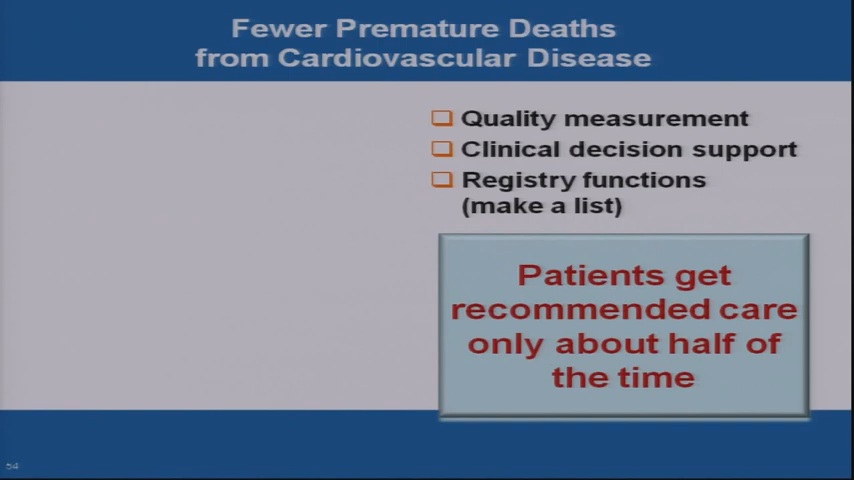 Fewer Premature Deaths
from Cardiovascular Disease
Quality measurement
Clinical decision support
Registry functions
(make a list)
Patients get
recommended care
only about half of
the time
54